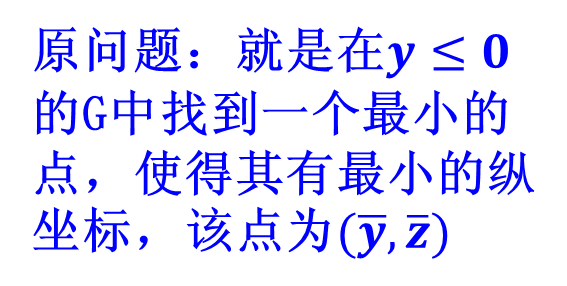 原问题：就是在𝒚 ≤ 𝟎
的G中找到一个最小的
点，使得其有最小的纵
坐标，该点为(𝒚̅, 𝒛̅)